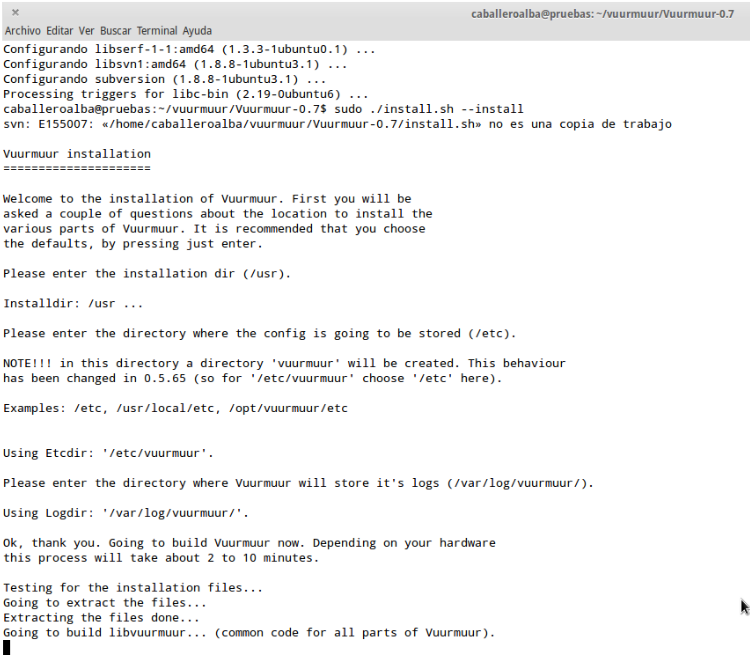 caballeroalba@pruebas: ~/vuurmuur/Vuurmuur-0.7
Archivo Editar Ver Buscar Terminal Ayuda
Configurando libserf-1-1:amd64 (1.3.3-1ubuntu0.1) ...
Configurando libsvn1:amd64 (1.8.8-1ubuntu3.1) ...
Configurando subversion (1.8.8-1ubuntu3.1) ...
Processing triggers for libc-bin (2.19-0ubuntu6) ...
caballeroalba@pruebas:~/vuurmuur/Vuurmuur-0.7$ sudo ./install.sh --install
svn: E155007: «/home/caballeroalba/vuurmuur/Vuurmuur-0.7/install.sh» no es una copia de trabajo
Vuurmuur installation
=====================
Welcome to the installation of Vuurmuur. First you will be
asked a couple of questions about the location to install the
various parts of Vuurmuur. It is recommended that you choose
the defaults, by pressing just enter.
Please enter the installation dir (/usr).
Installdir: /usr ...
Please enter the directory where the config is going to be stored (/etc).
NOTE!!! in this directory a directory 'vuurmuur' will be created. This behaviour
has been changed in 0.5.65 (so for '/etc/vuurmuur' choose '/etc' here).
Examples: /etc, /usr/local/etc, /opt/vuurmuur/etc
Using Etcdir: '/etc/vuurmuur'.
Please enter the directory where Vuurmuur will store it's logs (/var/log/vuurmuur/).
Using Logdir: '/var/log/vuurmuur/'.
Ok, thank you. Going to build Vuurmuur now. Depending on your hardware
this process will take about 2 to 10 minutes.
Testing for the installation files...
Going to extract the files...
Extracting the files done...
Going to build libvuurmuur... (common code for all parts of Vuurmuur).